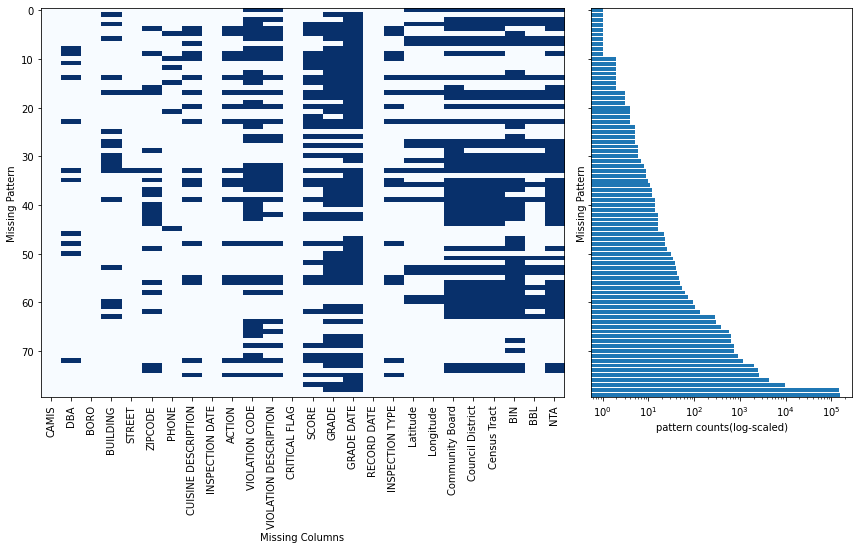 0
10
20
30
40
50
60
70
Missing Pattern
CAMIS
DBA
BORO
BUILDING
STREET
ZIPCODE
PHONE
CUISINE DESCRIPTION
INSPECTION DATE
ACTION
VIOLATION CODE
VIOLATION DESCRIPTION
CRITICAL FLAG
SCORE
GRADE
GRADE DATE
RECORD DATE
INSPECTION TYPE
Latitude
Longitude
Community Board
Council District
Census Tract
BIN
BBL
NTA
Missing Columns
Missing Pattern
10⁰
10¹
10²
10³
10⁴
10⁵
pattern counts(log-scaled)